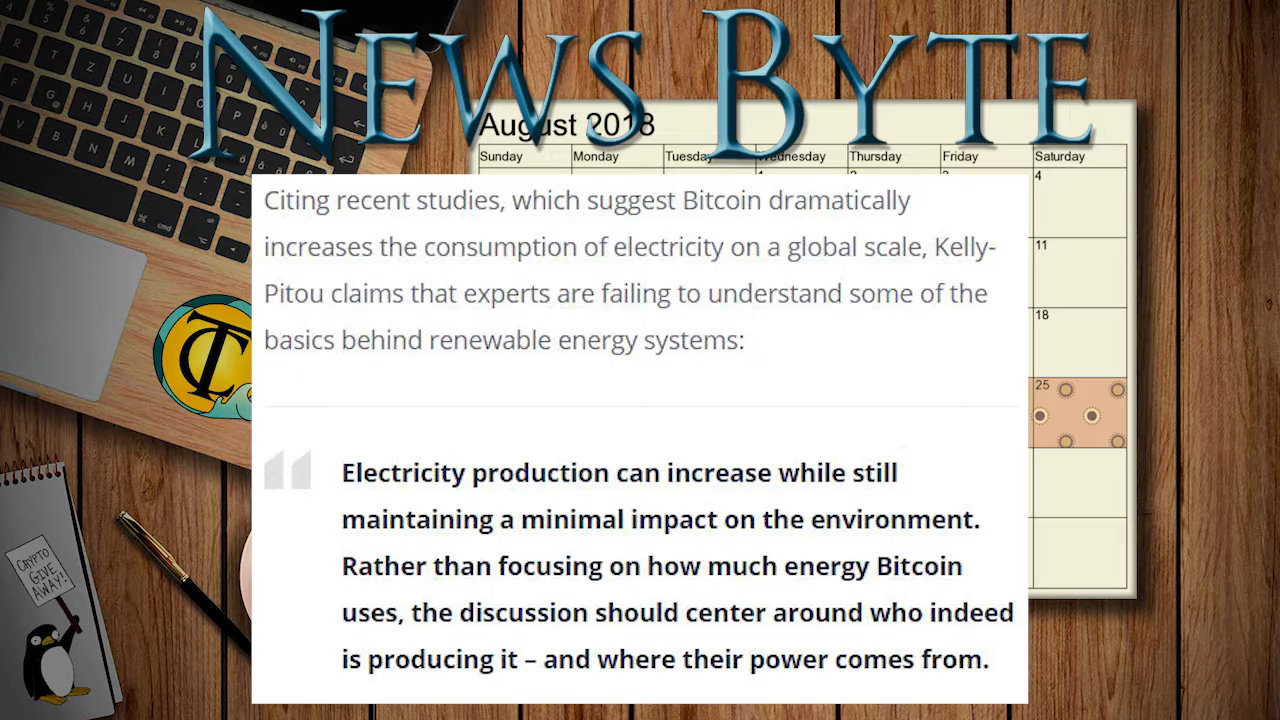 NEWS BYTE
August 2018
Sunday Monday Tuesday Wednesday Thursday Friday Saturday
4
11
18
25
Citing recent studies, which suggest Bitcoin dramatically
increases the consumption of electricity on a global scale, Kelly-
Pitou claims that experts are failing to understand some of the
basics behind renewable energy systems:
Electricity production can increase while still
maintaining a minimal impact on the environment.
Rather than focusing on how much energy Bitcoin
uses, the discussion should center around who indeed
is producing it – and where their power comes from.
CRYPTO
GIVE
AWAY!